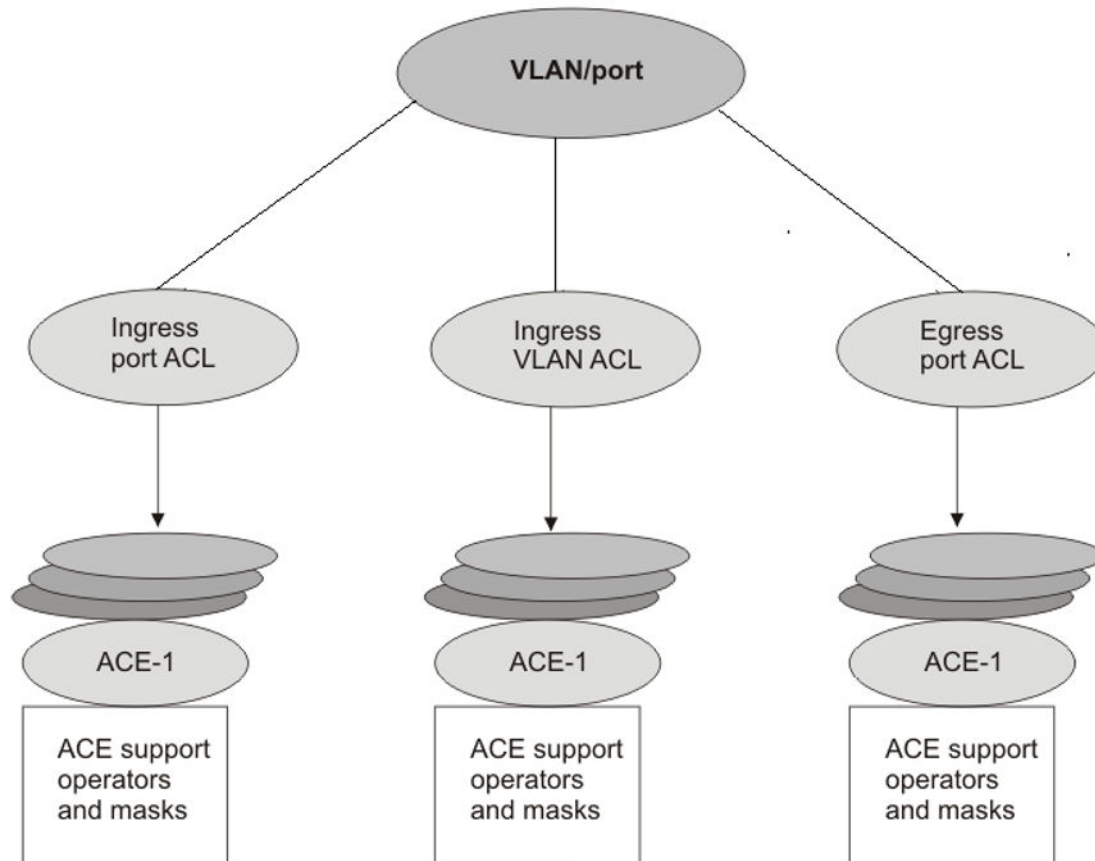 VLAN/port
Ingress
port ACL
Ingress
VLAN ACL
Egress
port ACL
ACE-1
ACE-1
ACE-1
ACE support
operators
and masks
ACE support
operators
and masks
ACE support
operators
and masks